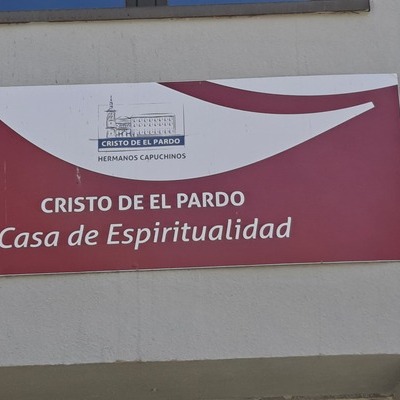 CRISTO DE EL PARDO
HERMANOS CAPUCHINOS
CRISTO DE EL PARDO
Casa de Espiritualidad